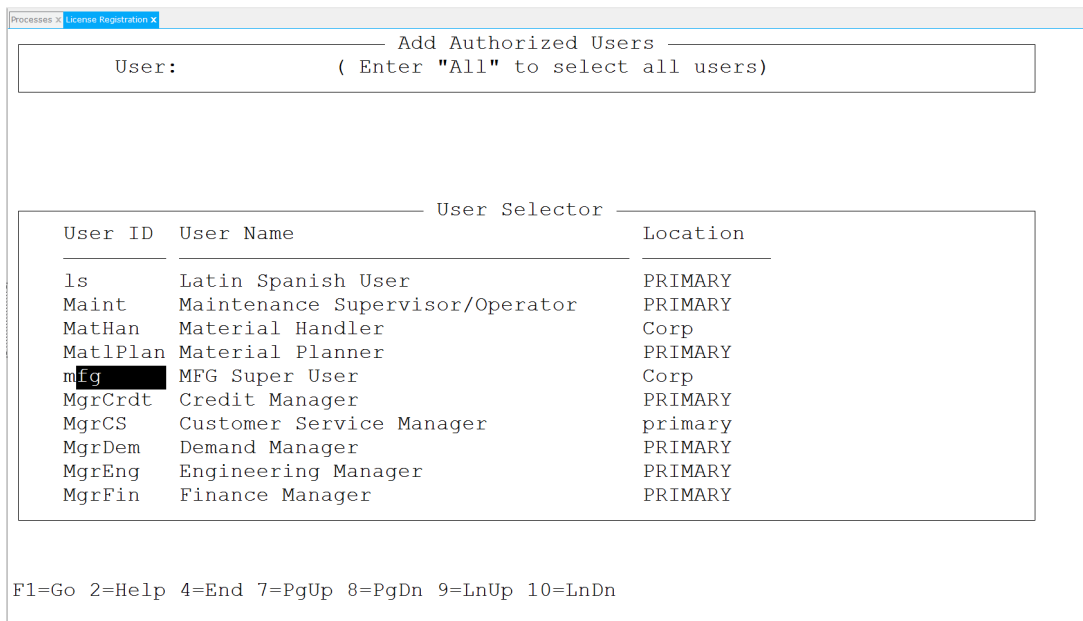 Processes x License Registration x
Add Authorized Users
User: ( Enter "All" to select all users)
User Selector
User ID User Name Location
ls Latin Spanish User PRIMARY
Maint Maintenance Supervisor/Operator PRIMARY
MatHan Material Handler Corp
MatlPlan Material Planner PRIMARY
mfg MFG Super User Corp
MgrCrdt Credit Manager PRIMARY
MgrCS Customer Service Manager primary
MgrDem Demand Manager PRIMARY
MgrEng Engineering Manager PRIMARY
MgrFin Finance Manager PRIMARY
F1=Go 2=Help 4=End 7=PgUp 8=PgDn 9=LnUp 10=LnDn